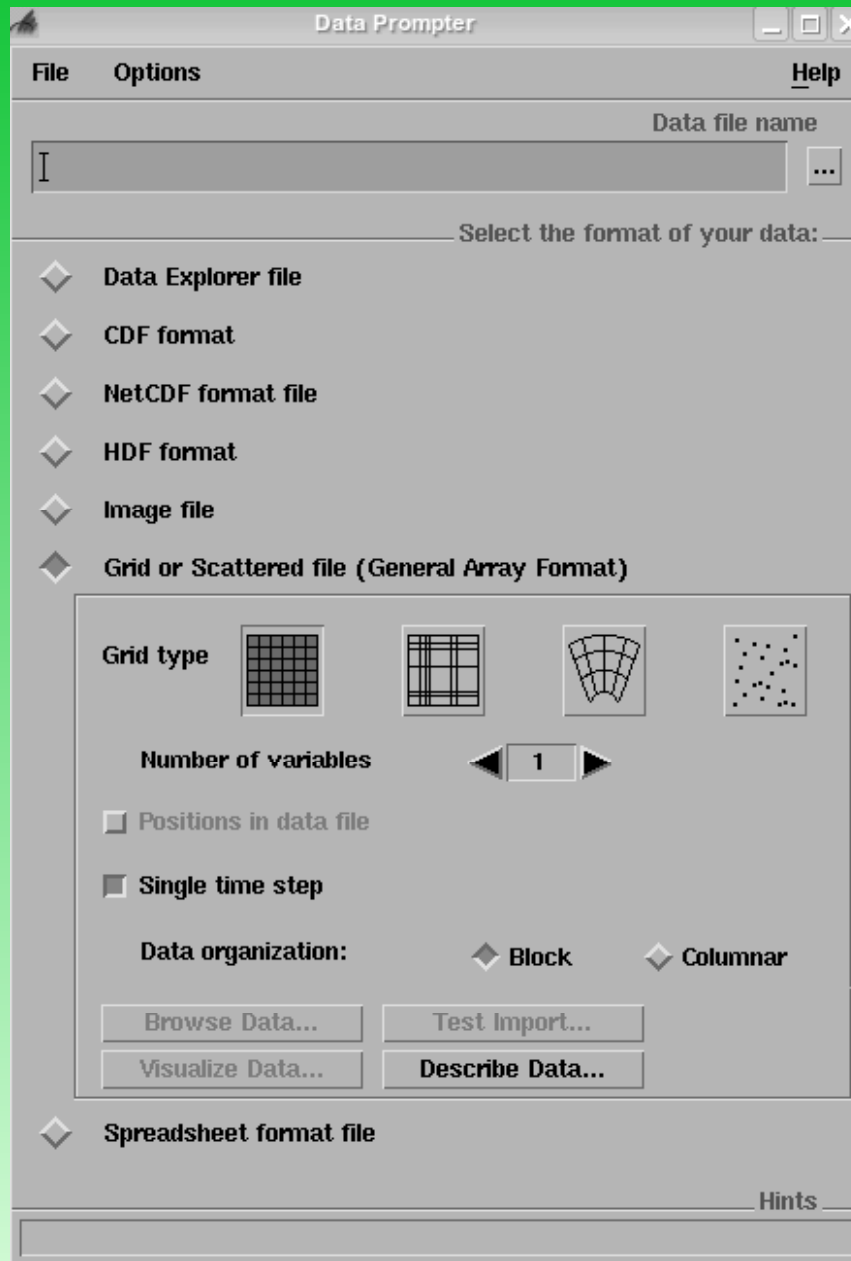 Data Prompter
File Options Help
Data file name
...
Select the format of your data:
Data Explorer file
CDF format
NetCDF format file
HDF format
Image file
Grid or Scattered file (General Array Format)
Grid type
Number of variables 1
Positions in data file
Single time step
Data organization: Block Columnar
Browse Data... Test Import...
Visualize Data... Describe Data...
Spreadsheet format file
Hints